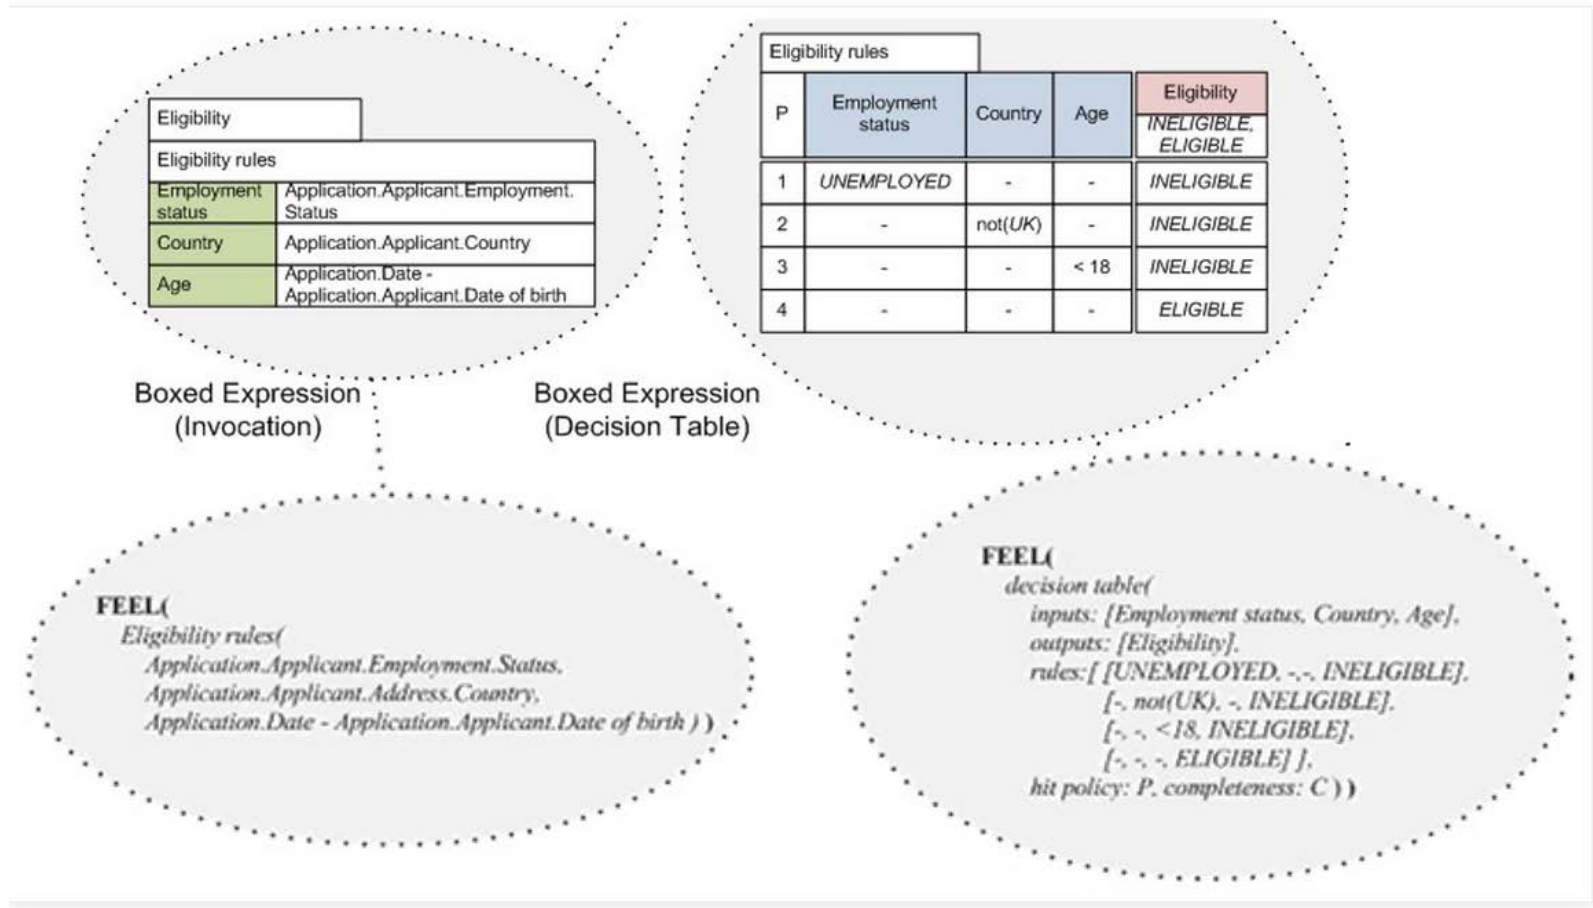 Eligibility
Eligibility rules
Employment status
Application.Applicant.Employment.
Status
Country
Application.Applicant.Country
Age
Application.Date -
Application.Applicant.Date of birth
Boxed Expression
(Invocation)
Eligibility rules
P
Employment
status
Country
Age
Eligibility
INELIGIBLE,
ELIGIBLE
1 UNEMPLOYED - - INELIGIBLE
2 - not(UK) - INELIGIBLE
3 - - < 18 INELIGIBLE
4 - - - ELIGIBLE
Boxed Expression
(Decision Table)
FEEL(
Eligibility rules(
Application.Applicant.Employment.Status,
Application.Applicant.Address.Country,
Application.Date - Application.Applicant.Date of birth ) )
FEEL(
decision table(
inputs: [Employment status, Country, Age],
outputs: [Eligibility],
rules:[ [UNEMPLOYED, -,-, INELIGIBLE],
[-, not(UK), -, INELIGIBLE],
[-, -, <18, INELIGIBLE],
[-, -, -, ELIGIBLE] ],
hit policy: P, completeness: C ) )